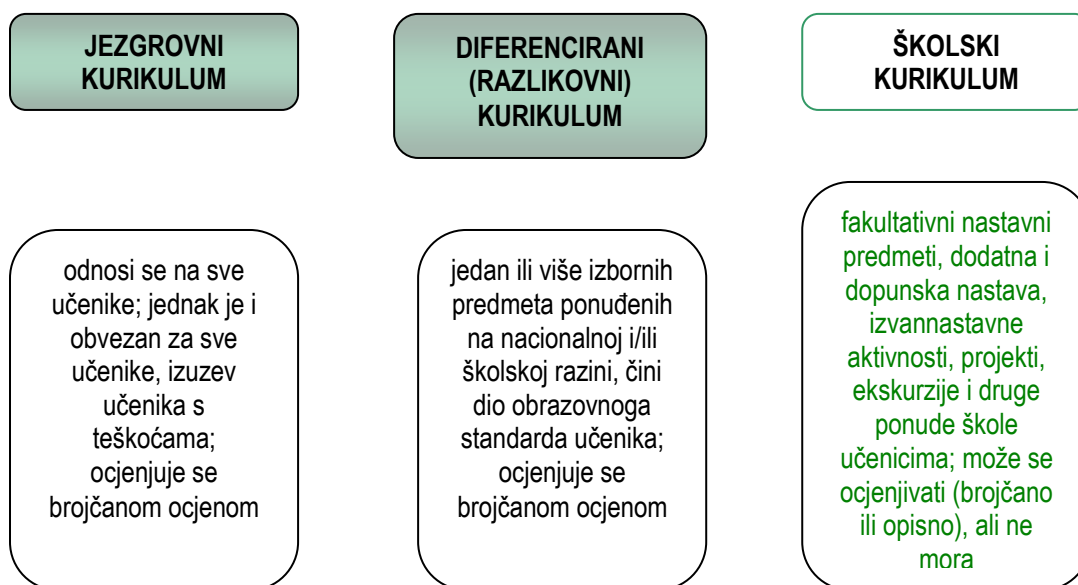 JEZGROVNI
KURIKULUM
odnosi se na sve
učenike; jednak je i
obvezan za sve
učenike, izuzev
učenika s
teškoćama;
ocjenjuje se
brojčanom ocjenom
DIFERENCIRANI
(RAZLIKOVNI)
KURIKULUM
jedan ili više izbornih
predmeta ponuđenih
na nacionalnoj i/ili
školskoj razini, čini
dio obrazovnoga
standarda učenika;
ocjenjuje se
brojčanom ocjenom
ŠKOLSKI
KURIKULUM
fakultativni nastavni
predmeti, dodatna i
dopunska nastava,
izvannastavne
aktivnosti, projekti,
ekskurzije i druge
ponude škole
učenicima; može se
ocjenjivati (brojčano
ili opisno), ali ne
mora